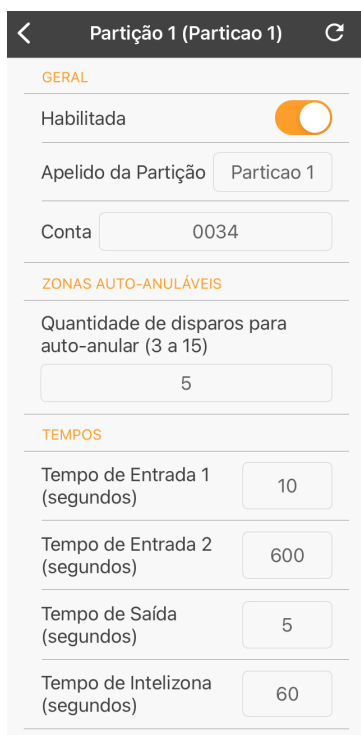 Partição 1 (Particao 1)
GERAL
Habilitada
Apelido da Partição Particao 1
Conta 0034
ZONAS AUTO-ANULÁVEIS
Quantidade de disparos para
auto-anular (3 a 15)
5
TEMPOS
Tempo de Entrada 1
(segundos)
10
Tempo de Entrada 2
(segundos)
600
Tempo de Saída
(segundos)
5
Tempo de Intelizona
(segundos)
60